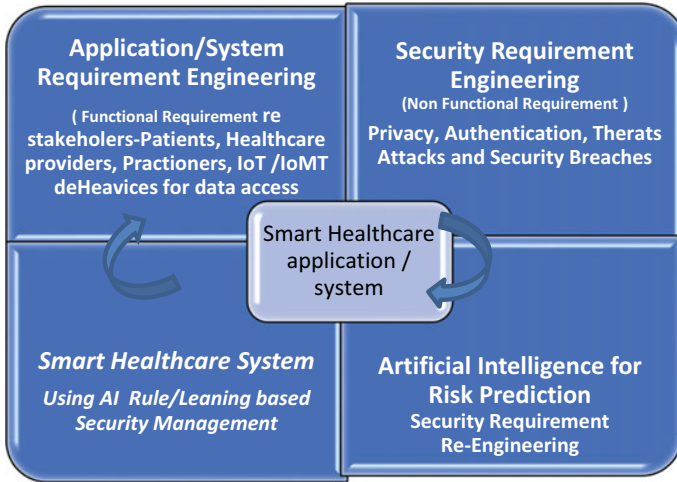 Application/System
Requirement Engineering
( Functional Requirement re
stakeholers-Patients, Healthcare
providers, Practioners, IoT /IoMT
deHeavices for data access
Security Requirement
Engineering
(Non Functional Requirement )
Privacy, Authentication, Therats
Attacks and Security Breaches
Smart Healthcare
application /
system
Smart Healthcare System
Using AI Rule/Leaning based
Security Management
Artificial Intelligence for
Risk Prediction
Security Requirement
Re-Engineering